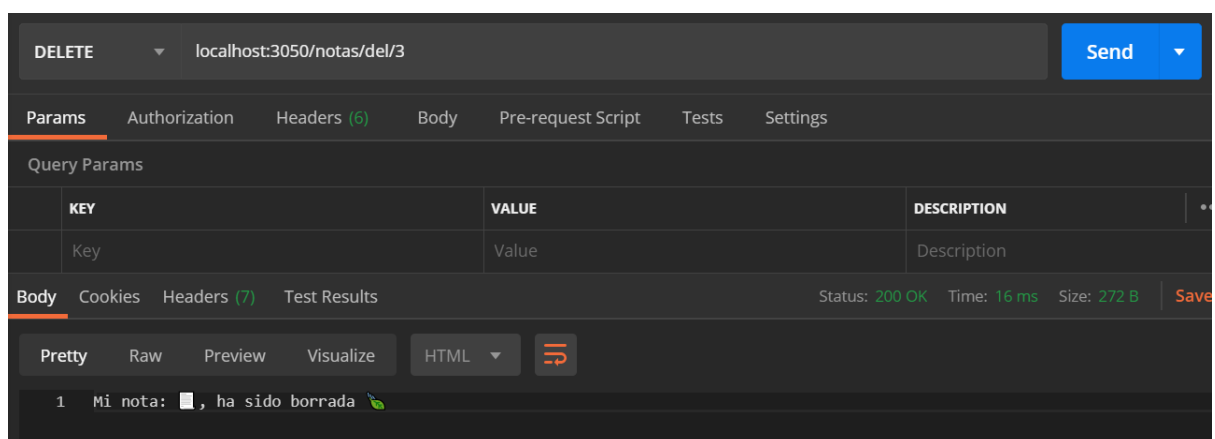 DELETE localhost:3050/notas/del/3 Send
Params Authorization Headers (6) Body Pre-request Script Tests Settings
Query Params
KEY VALUE DESCRIPTION
Key Value Description
Body Cookies Headers (7) Test Results Status: 200 OK Time: 16 ms Size: 272 B Save
Pretty Raw Preview Visualize HTML
1 Mi nota: 📃, ha sido borrada 🍃